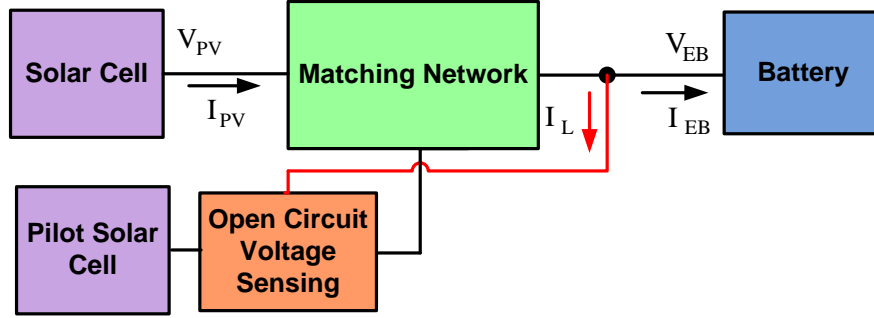 Solar Cell
V_PV
I_PV
Matching Network
I_L
V_EB
I_EB
Battery
Pilot Solar
Cell
Open Circuit
Voltage
Sensing